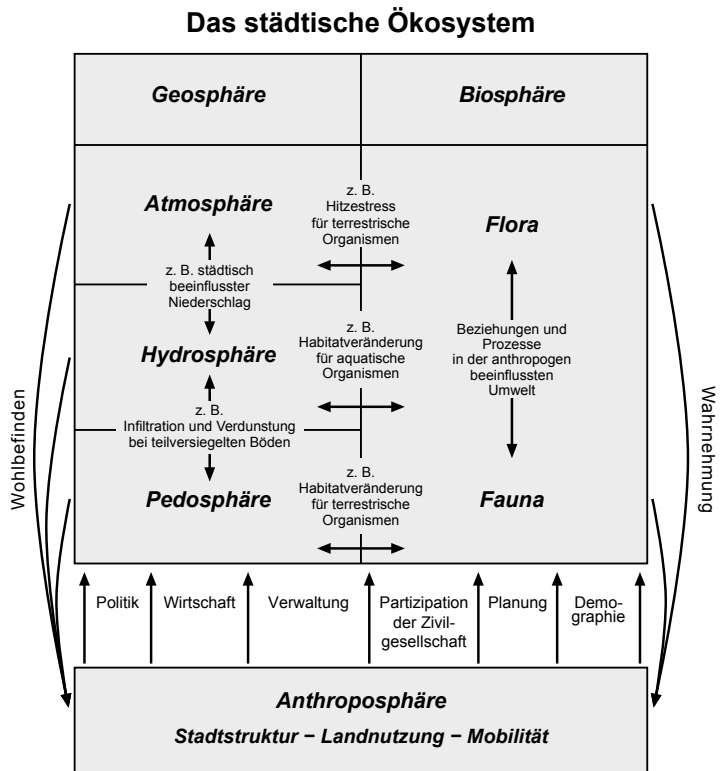 Das städtische Ökosystem
Geosphäre
Biosphäre
Atmosphäre
z. B.
Hitzestress
für terrestrische
Organismen
Flora
z. B. städtisch
beeinflusster
Niederschlag
Hydrosphäre
z. B.
Habitatveränderung
für aquatische
Organismen
Beziehungen und
Prozesse
in der anthropogen
beeinflussten
Umwelt
z. B.
Infiltration und Verdunstung
bei teilversiegelten Böden
Pedosphäre
z. B.
Habitatveränderung
für terrestrische
Organismen
Fauna
Wohlbefinden
Wahrnehmung
Politik
Wirtschaft
Verwaltung
Partizipation
der Zivil-
gesellschaft
Planung
Demo-
graphie
Anthroposphäre
Stadtstruktur – Landnutzung – Mobilität